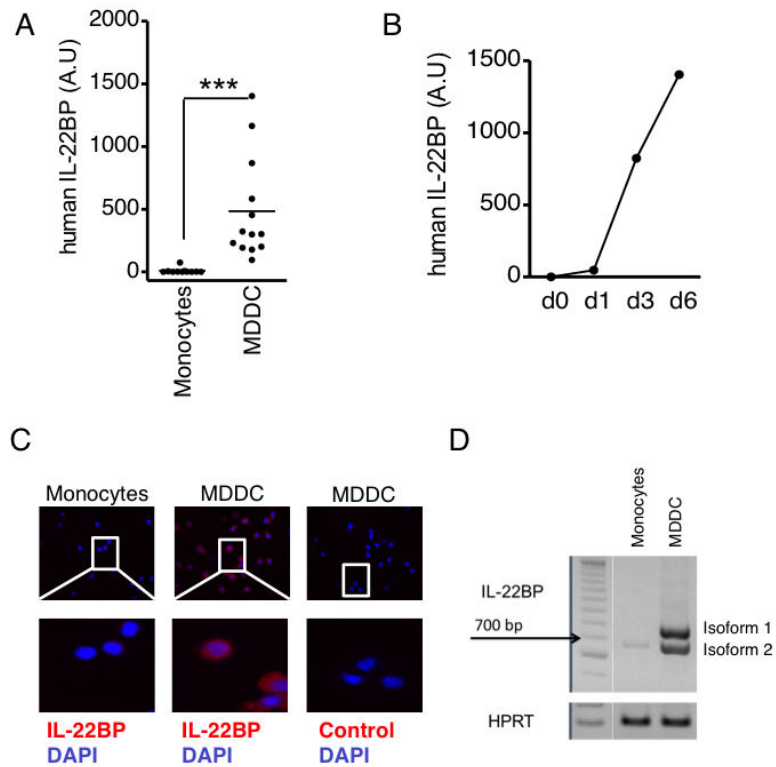 A
human IL-22BP (A.U)
2000
1500
1000
500
0
***
Monocytes
MDDC
B
human IL-22BP (A.U)
1500
1000
500
0
d0 d1 d3 d6
C
Monocytes MDDC MDDC
IL-22BP IL-22BP Control
DAPI DAPI DAPI
D
Monocytes
MDDC
IL-22BP
700 bp
Isoform 1
Isoform 2
HPRT